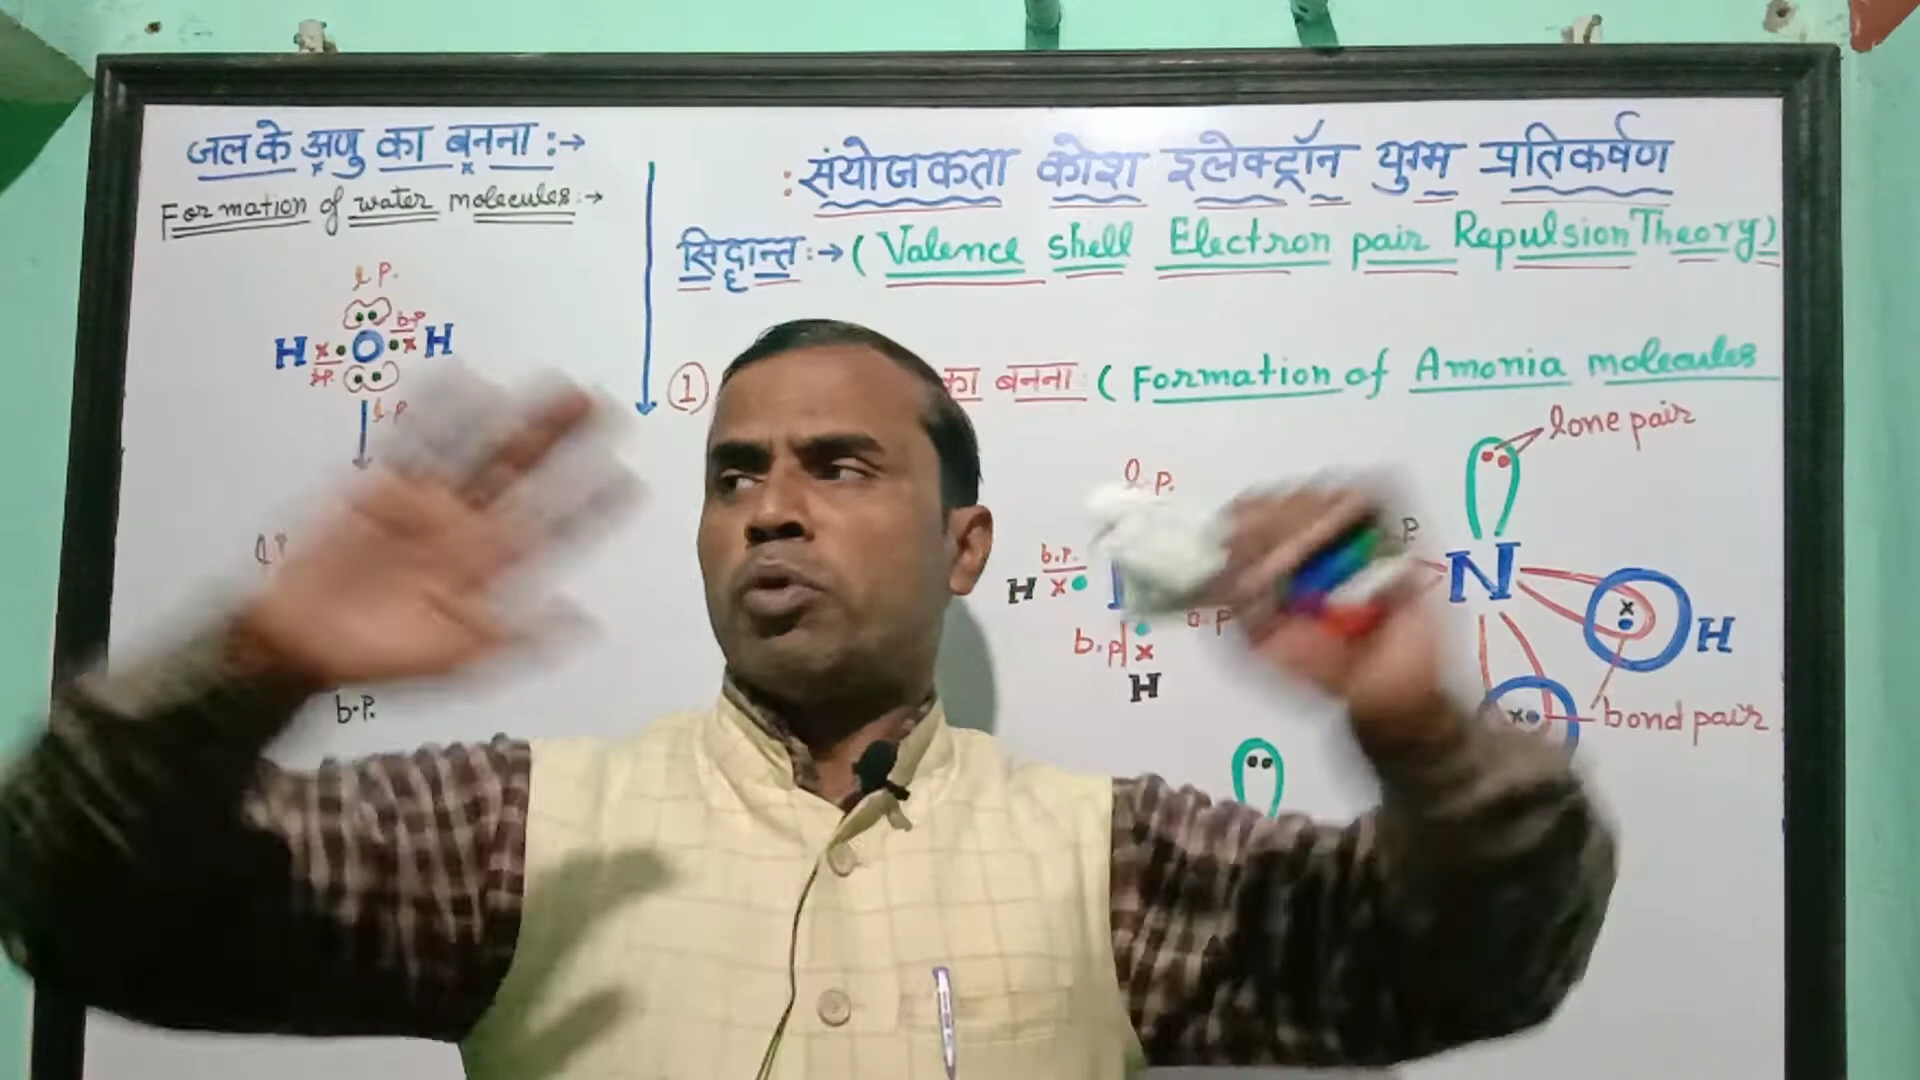 जल के अणु का बनना :→
Formation of water molecules :→
l P.
b-P
H x • O • x H
l P
b.P.
: संयोजकता कोश इलेक्ट्रॉन युग्म प्रतिकर्षण
सिद्धान्त :→ ( Valence shell Electron pair Repulsion Theory )
① का बनना ( Formation of Amonia molecules
lone pair
l P.
b.P.
H x
N
b.p x
H
x
H
x
bond pair